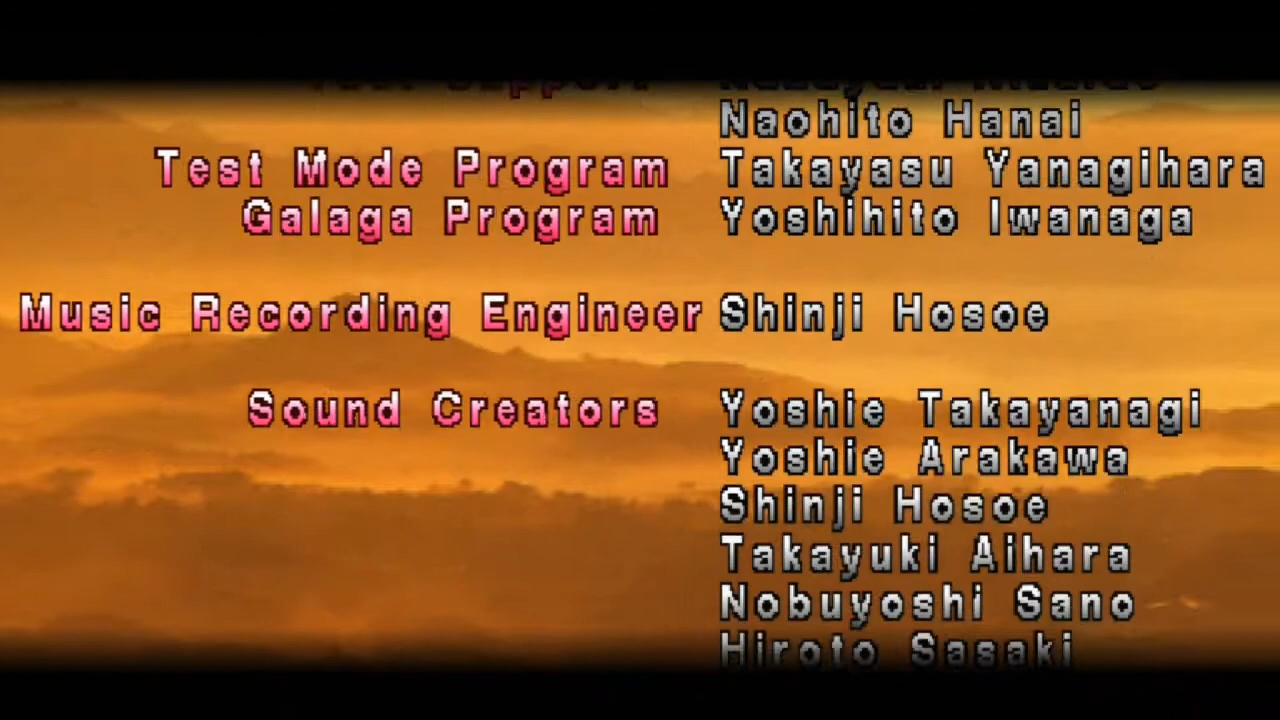 Naohito Hanai
Test Mode Program Takayasu Yanagihara
Galaga Program Yoshihito Iwanaga
Music Recording Engineer Shinji Hosoe
Sound Creators Yoshie Takayanagi
Yoshie Arakawa
Shinji Hosoe
Takayuki Aihara
Nobuyoshi Sano
Hiroto Sasaki